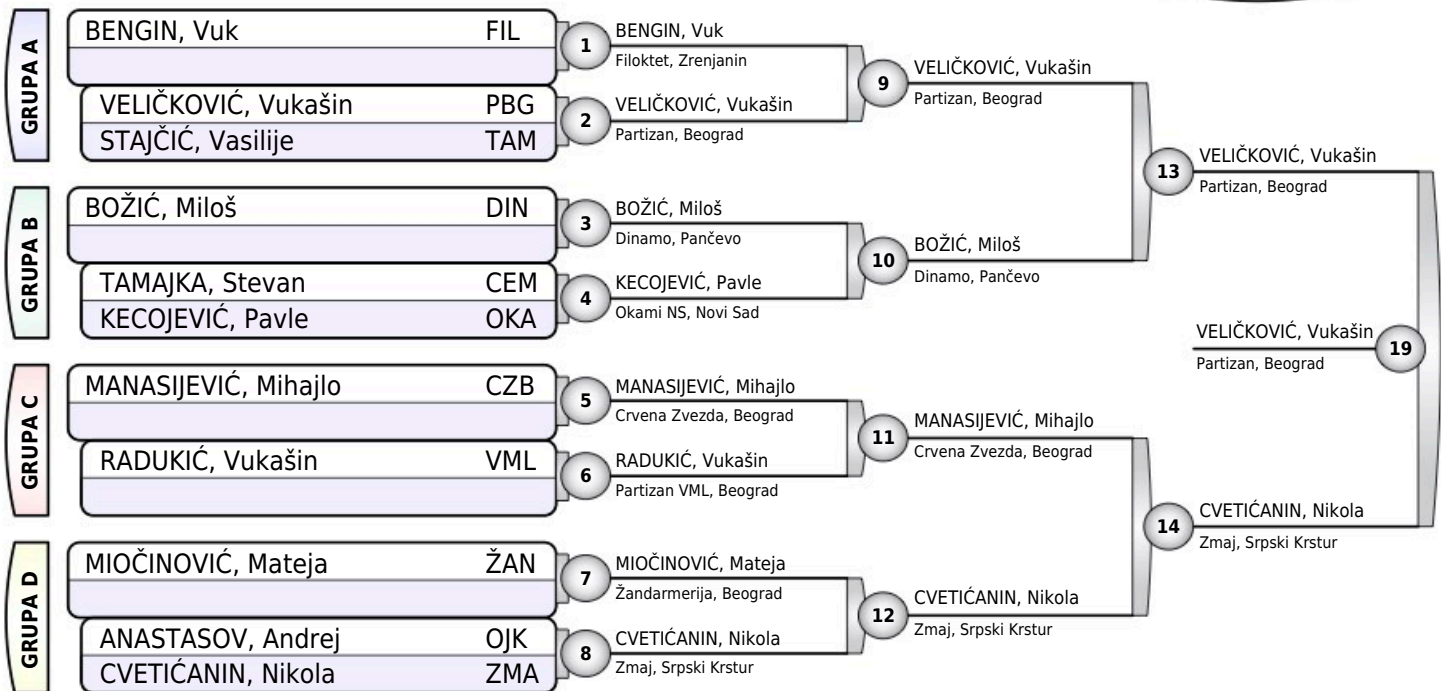 GRUPA A
BENGIN, Vuk FIL
VELIČKOVIĆ, Vukašin PBG
STAJČIĆ, Vasilije TAM
GRUPA B
BOŽIĆ, Miloš DIN
TAMAJKA, Stevan CEM
KECOJEVIĆ, Pavle OKA
GRUPA C
MANASIJEVIĆ, Mihajlo CZB
RADUKIĆ, Vukašin VML
GRUPA D
MIOČINOVIĆ, Mateja ŽAN
ANASTASOV, Andrej OJK
CVETIĆANIN, Nikola ZMA
1
BENGIN, Vuk
Filoktet, Zrenjanin
2
VELIČKOVIĆ, Vukašin
Partizan, Beograd
3
BOŽIĆ, Miloš
Dinamo, Pančevo
4
KECOJEVIĆ, Pavle
Okami NS, Novi Sad
5
MANASIJEVIĆ, Mihajlo
Crvena Zvezda, Beograd
6
RADUKIĆ, Vukašin
Partizan VML, Beograd
7
MIOČINOVIĆ, Mateja
Žandarmerija, Beograd
8
CVETIĆANIN, Nikola
Zmaj, Srpski Krstur
9
VELIČKOVIĆ, Vukašin
Partizan, Beograd
10
BOŽIĆ, Miloš
Dinamo, Pančevo
11
MANASIJEVIĆ, Mihajlo
Crvena Zvezda, Beograd
12
CVETIĆANIN, Nikola
Zmaj, Srpski Krstur
13
VELIČKOVIĆ, Vukašin
Partizan, Beograd
14
CVETIĆANIN, Nikola
Zmaj, Srpski Krstur
VELIČKOVIĆ, Vukašin
Partizan, Beograd
19